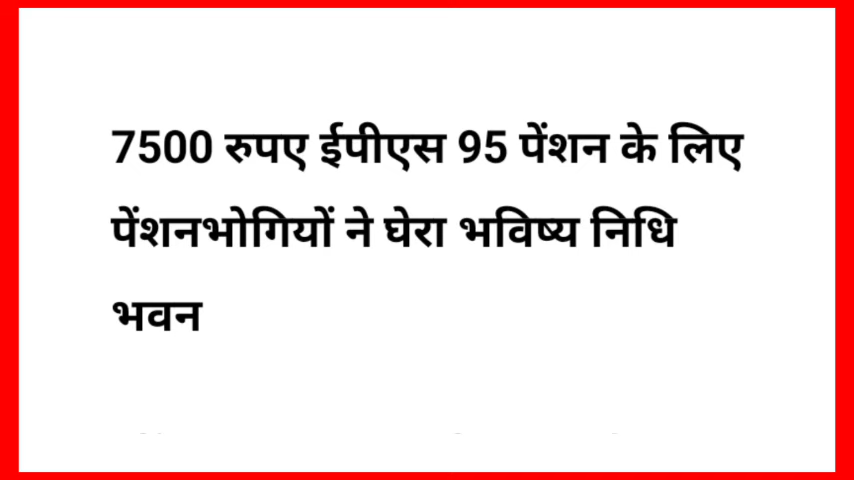 7500 रुपए ईपीएस 95 पेंशन के लिए
पेंशनभोगियों ने घेरा भविष्य निधि
भवन